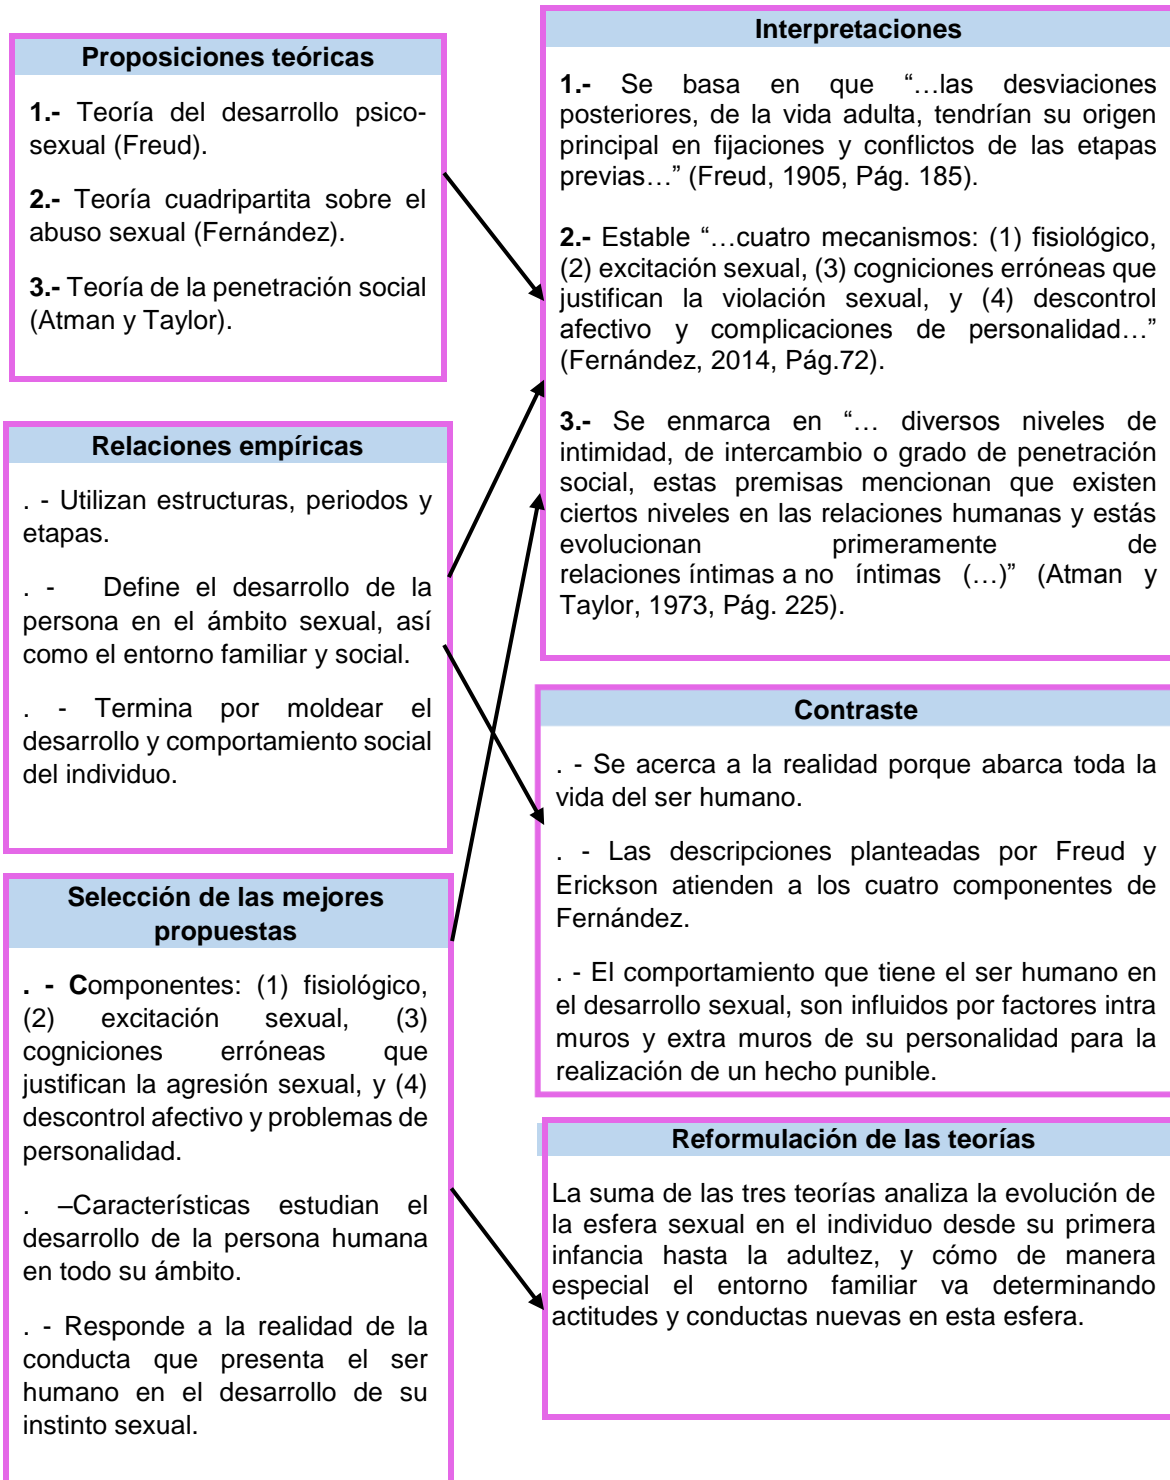 Proposiciones teóricas
1.- Teoría del desarrollo psico-
sexual (Freud).
2.- Teoría cuadripartita sobre el
abuso sexual (Fernández).
3.- Teoría de la penetración social
(Atman y Taylor).
Relaciones empíricas
. - Utilizan estructuras, periodos y
etapas.
. - Define el desarrollo de la
persona en el ámbito sexual, así
como el entorno familiar y social.
. - Termina por moldear el
desarrollo y comportamiento social
del individuo.
Selección de las mejores
propuestas
. - Componentes: (1) fisiológico,
(2) excitación sexual, (3)
cogniciones erróneas que
justifican la agresión sexual, y (4)
descontrol afectivo y problemas de
personalidad.
. –Características estudian el
desarrollo de la persona humana
en todo su ámbito.
. - Responde a la realidad de la
conducta que presenta el ser
humano en el desarrollo de su
instinto sexual.
Interpretaciones
1.- Se basa en que “…las desviaciones
posteriores, de la vida adulta, tendrían su origen
principal en fijaciones y conflictos de las etapas
previas…” (Freud, 1905, Pág. 185).
2.- Estable “…cuatro mecanismos: (1) fisiológico,
(2) excitación sexual, (3) cogniciones erróneas que
justifican la violación sexual, y (4) descontrol
afectivo y complicaciones de personalidad…”
(Fernández, 2014, Pág.72).
3.- Se enmarca en “… diversos niveles de
intimidad, de intercambio o grado de penetración
social, estas premisas mencionan que existen
ciertos niveles en las relaciones humanas y estás
evolucionan primeramente de
relaciones íntimas a no íntimas (…)” (Atman y
Taylor, 1973, Pág. 225).
Contraste
. - Se acerca a la realidad porque abarca toda la
vida del ser humano.
. - Las descripciones planteadas por Freud y
Erickson atienden a los cuatro componentes de
Fernández.
. - El comportamiento que tiene el ser humano en
el desarrollo sexual, son influidos por factores intra
muros y extra muros de su personalidad para la
realización de un hecho punible.
Reformulación de las teorías
La suma de las tres teorías analiza la evolución de
la esfera sexual en el individuo desde su primera
infancia hasta la adultez, y cómo de manera
especial el entorno familiar va determinando
actitudes y conductas nuevas en esta esfera.